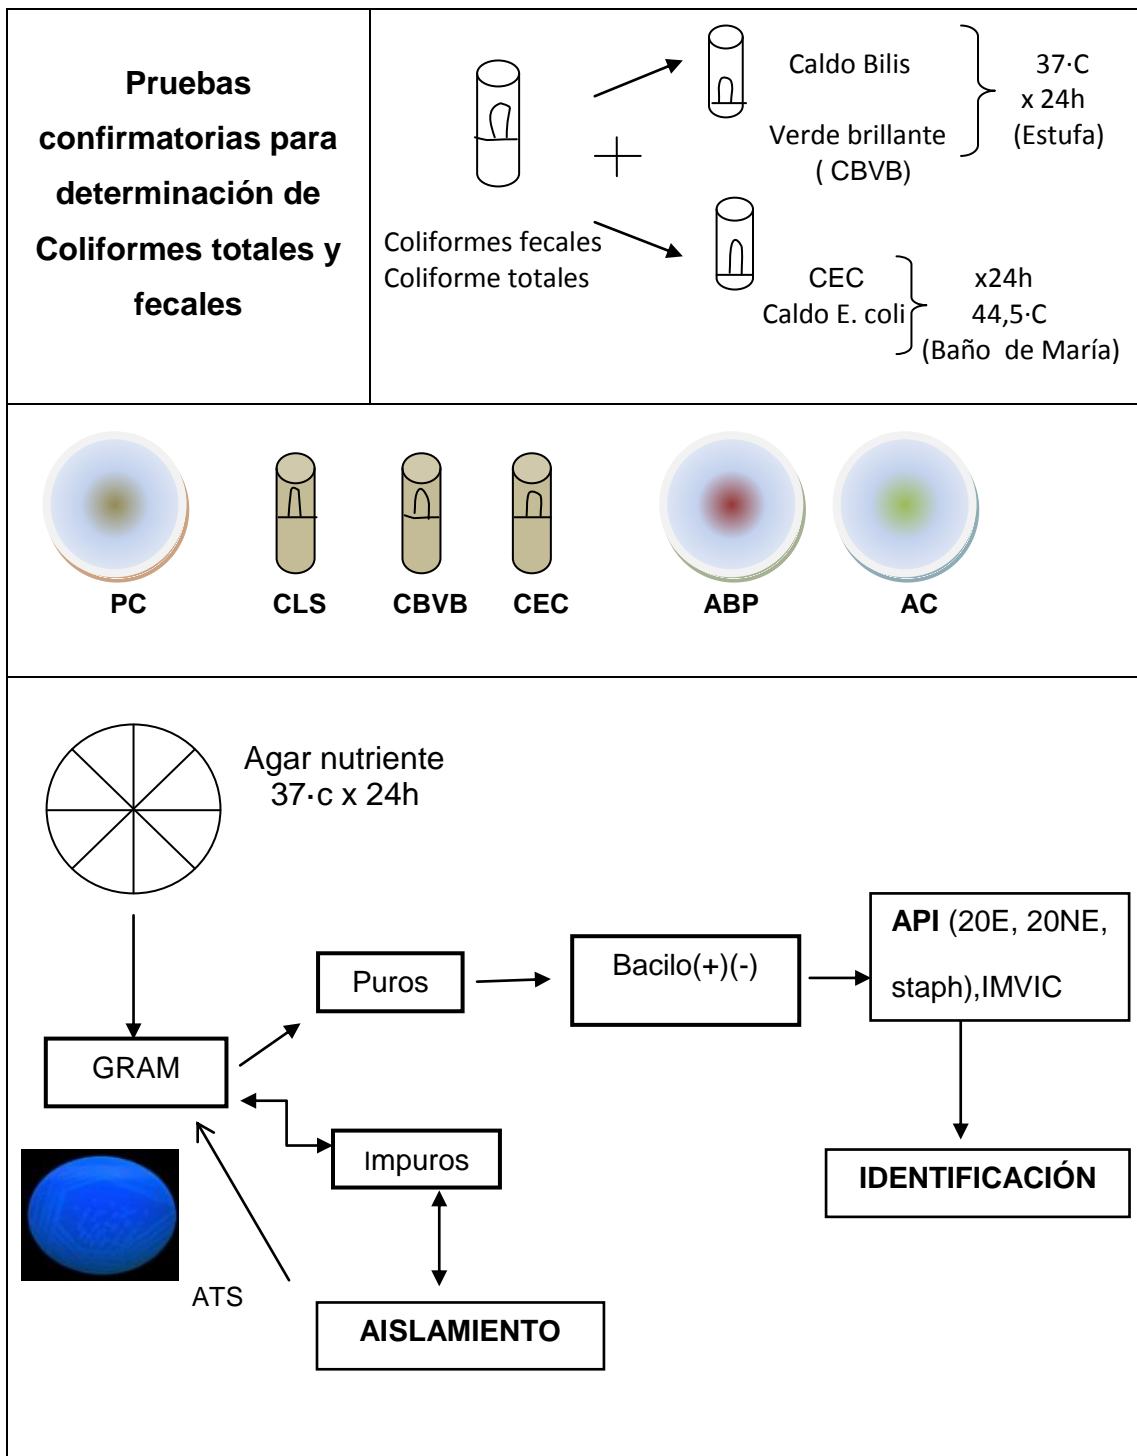 Pruebas
confirmatorias para
determinación de
Coliformes totales y
fecales
Caldo Bilis
Verde brillante
( CBVB)
37·C
x 24h
(Estufa)
Coliformes fecales
Coliforme totales
CEC
Caldo E. coli
x24h
44,5·C
(Baño de María)
PC
CLS
CBVB
CEC
ABP
AC
Agar nutriente
37·c x 24h
GRAM
Puros
Bacilo(+)(-)
API (20E, 20NE,
staph),IMVIC
Impuros
IDENTIFICACIÓN
ATS
AISLAMIENTO